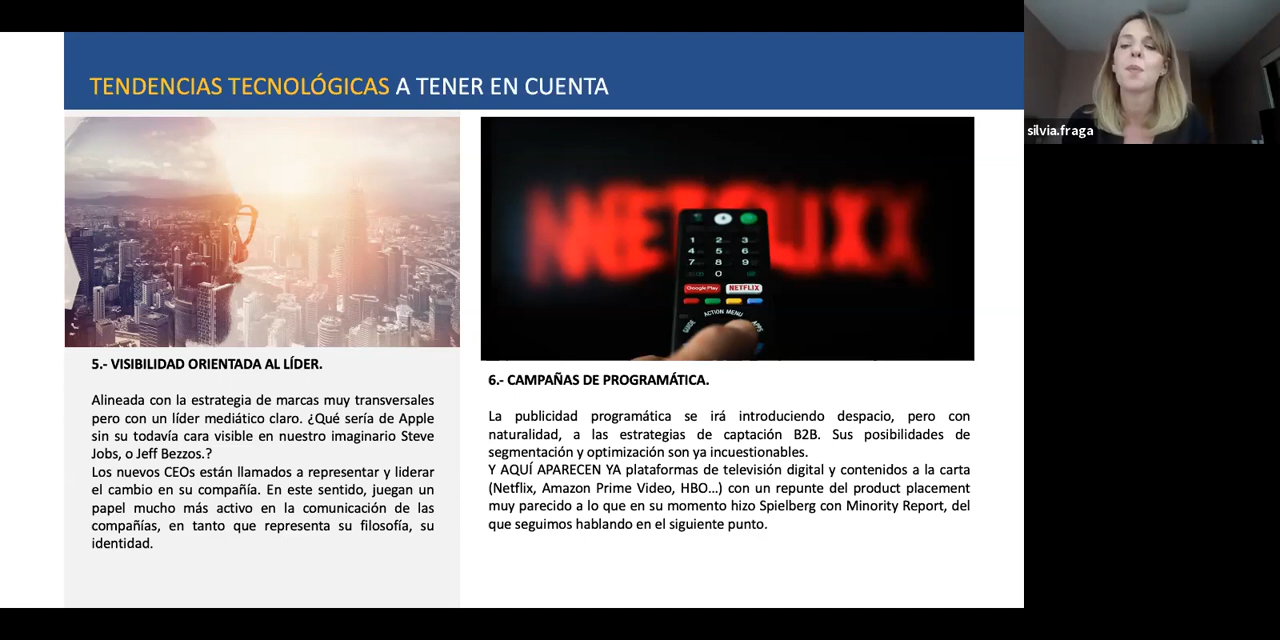 TENDENCIAS TECNOLÓGICAS A TENER EN CUENTA
silvia.fraga
NETFLIXX
1 2 3
4 5 6
7 8 9
0
Google Play NETFLIX
ACTION MENU
GUIDE
APPS
5.- VISIBILIDAD ORIENTADA AL LÍDER.
Alineada con la estrategia de marcas muy transversales
pero con un líder mediático claro. ¿Qué sería de Apple
sin su todavía cara visible en nuestro imaginario Steve
Jobs, o Jeff Bezzos.?
Los nuevos CEOs están llamados a representar y liderar
el cambio en su compañía. En este sentido, juegan un
papel mucho más activo en la comunicación de las
compañías, en tanto que representa su filosofía, su
identidad.
6.- CAMPAÑAS DE PROGRAMÁTICA.
La publicidad programática se irá introduciendo despacio, pero con
naturalidad, a las estrategias de captación B2B. Sus posibilidades de
segmentación y optimización son ya incuestionables.
Y AQUÍ APARECEN YA plataformas de televisión digital y contenidos a la carta
(Netflix, Amazon Prime Video, HBO...) con un repunte del product placement
muy parecido a lo que en su momento hizo Spielberg con Minority Report, del
que seguimos hablando en el siguiente punto.